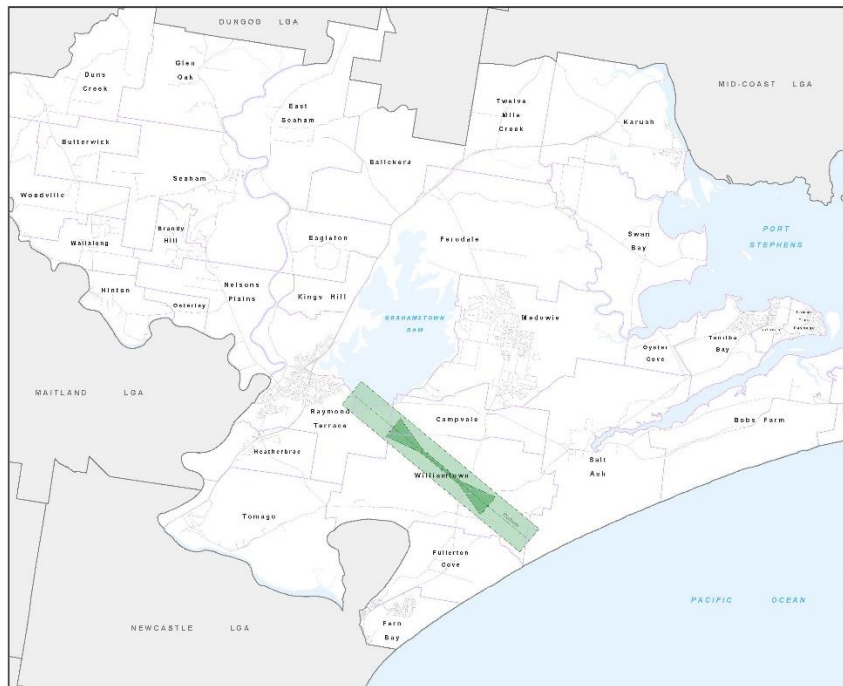 DUNGOG LGA
MID-COAST LGA
Glen
Oak
Duns
Creek
East
Seaham
Twelve
Mile
Creek
Karuah
Butterwick
Balickera
Seaham
Woodville
Brandy
Hill
Wallalong
Eagleton
Ferodale
Swan
Bay
PORT
STEPHENS
Nelsons
Plains
Hinton
Osterley
Kings Hill
GRAHAMSTOWN
DAM
Medowie
Oyster
Cove
Tanilba
Bay
MAITLAND LGA
Raymond
Terrace
Campvale
Bobs Farm
Heatherbrae
Salt
Ash
Williamtown
Tomago
Fullerton
Cove
Fern
Bay
PACIFIC OCEAN
NEWCASTLE LGA